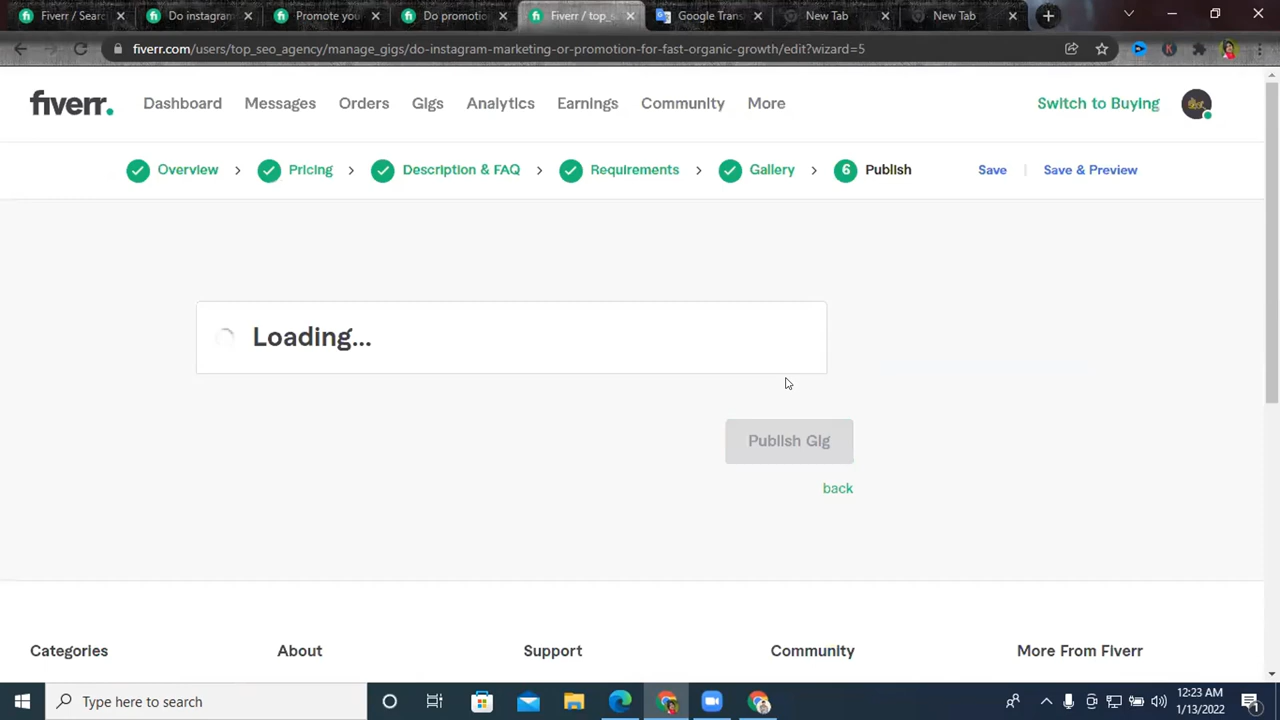 Fiverr / Sear
Do instagram
Promote you
Do promotio
Fiverr / top_s
Google Trans
New Tab
New Tab
fiverr.com/users/top_seo_agency/manage_gigs/do-instagram-marketing-or-promotion-for-fast-organic-growth/edit?wizard=5
K
fiverr.
Dashboard
Messages
Orders
Gigs
Analytics
Earnings
Community
More
Switch to Buying
Overview
Pricing
Description & FAQ
Requirements
Gallery
6
Publish
Save
Save & Preview
Loading...
Publish Gig
back
Categories
About
Support
Community
More From Fiverr
Type here to search
12:23 AM
1/13/2022
1